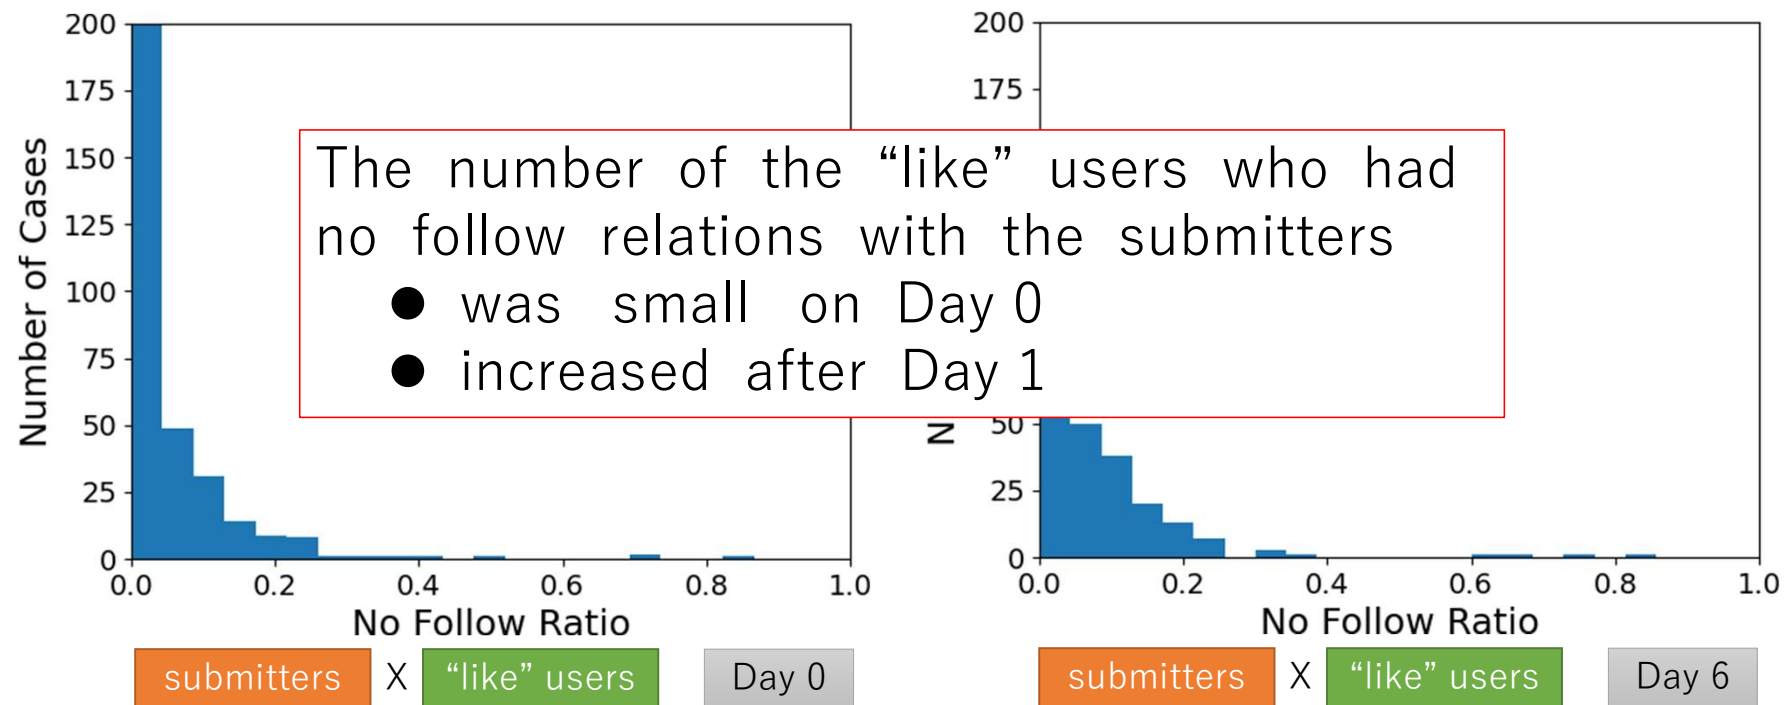 200
175
150
125
100
75
50
25
0
Number of Cases
0.0 0.2 0.4 0.6 0.8 1.0
No Follow Ratio
submitters X “like” users Day 0
The number of the “like” users who had
no follow relations with the submitters
● was small on Day 0
● increased after Day 1
200
175
50
25
0
N
0.0 0.2 0.4 0.6 0.8 1.0
No Follow Ratio
submitters X “like” users Day 6